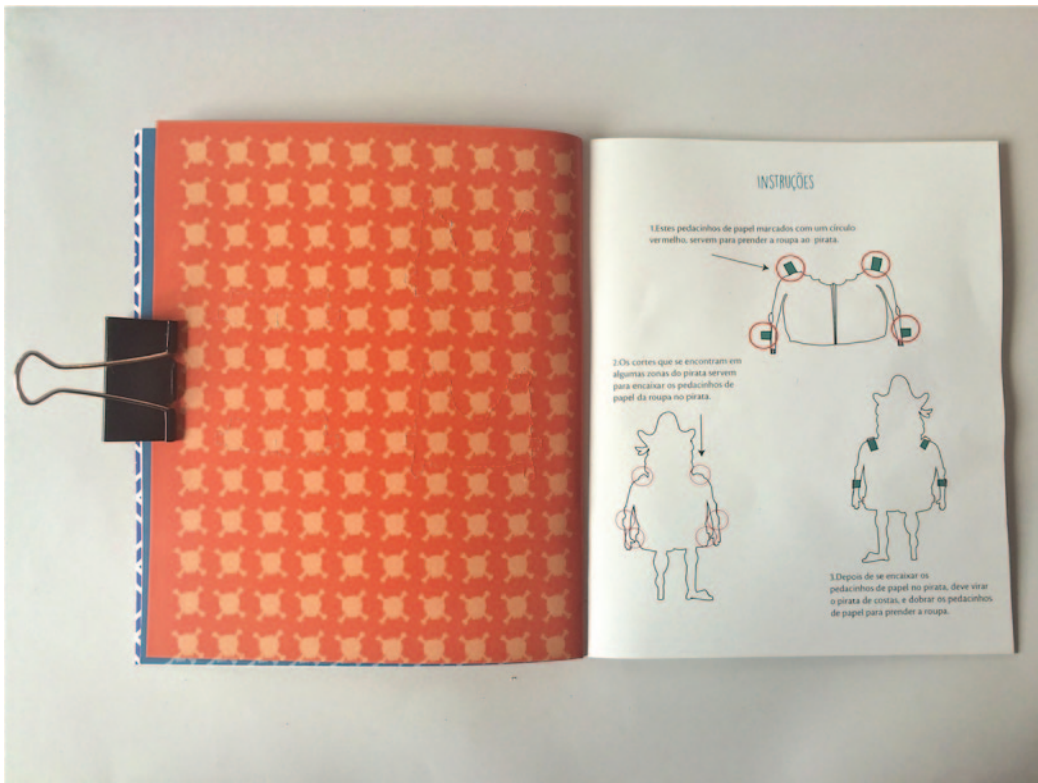 INSTRUÇÕES
1.Estes pedacinhos de papel marcados com um círculo
vermelho, servem para prender a roupa ao pirata.
2.Os cortes que se encontram em
algumas zonas do pirata servem
para encaixar os pedacinhos de
papel da roupa no pirata.
3.Depois de se encaixar os
pedacinhos de papel no pirata, deve virar
o pirata de costas, e dobrar os pedacinhos
de papel para prender a roupa.